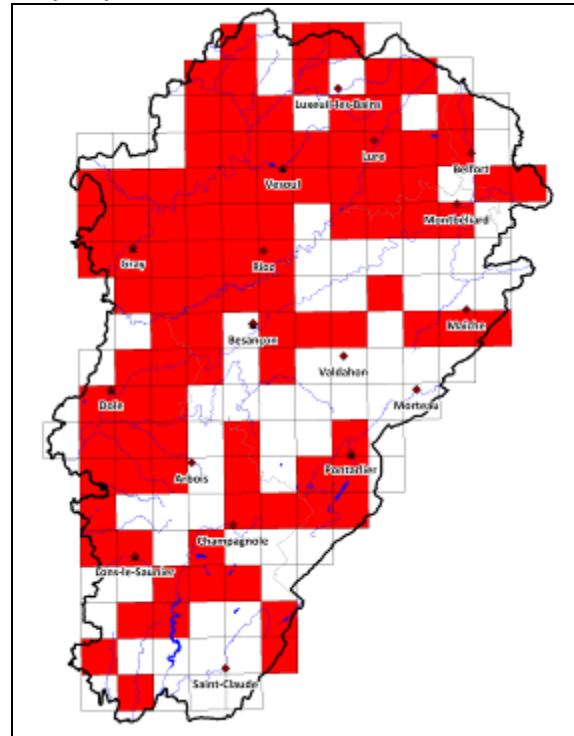 Luxeuil-les-Bains
Lure
Belfort
Vesoul
Montbéliard
Gray
Rioz
Maîche
Besançon
Valdahon
Dole
Morteau
Pontarlier
Arbois
Champagnole
Lons-le-Saunier
Saint-Claude